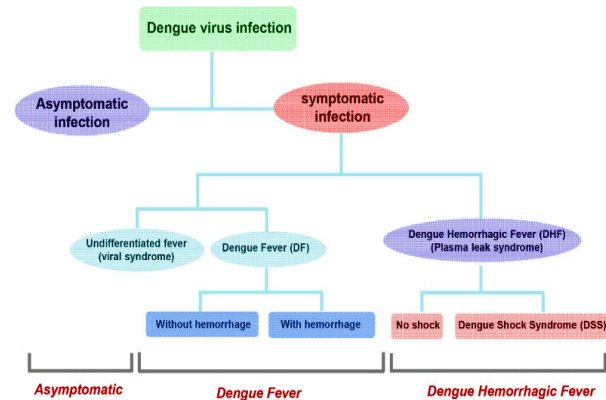 Dengue virus infection
Asymptomatic
infection
symptomatic
infection
Undifferentiated fever
(viral syndrome)
Dengue Fever (DF)
Dengue Hemorrhagic Fever (DHF)
(Plasma leak syndrome)
Without hemorrhage
With hemorrhage
No shock
Dengue Shock Syndrome (DSS)
Asymptomatic
Dengue Fever
Dengue Hemorrhagic Fever